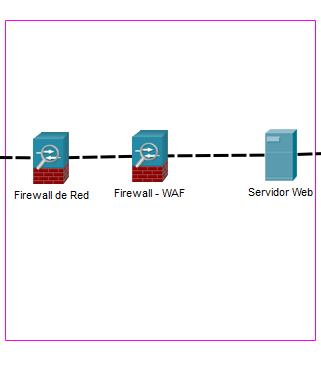 Firewall de Red
Firewall - WAF
Servidor Web